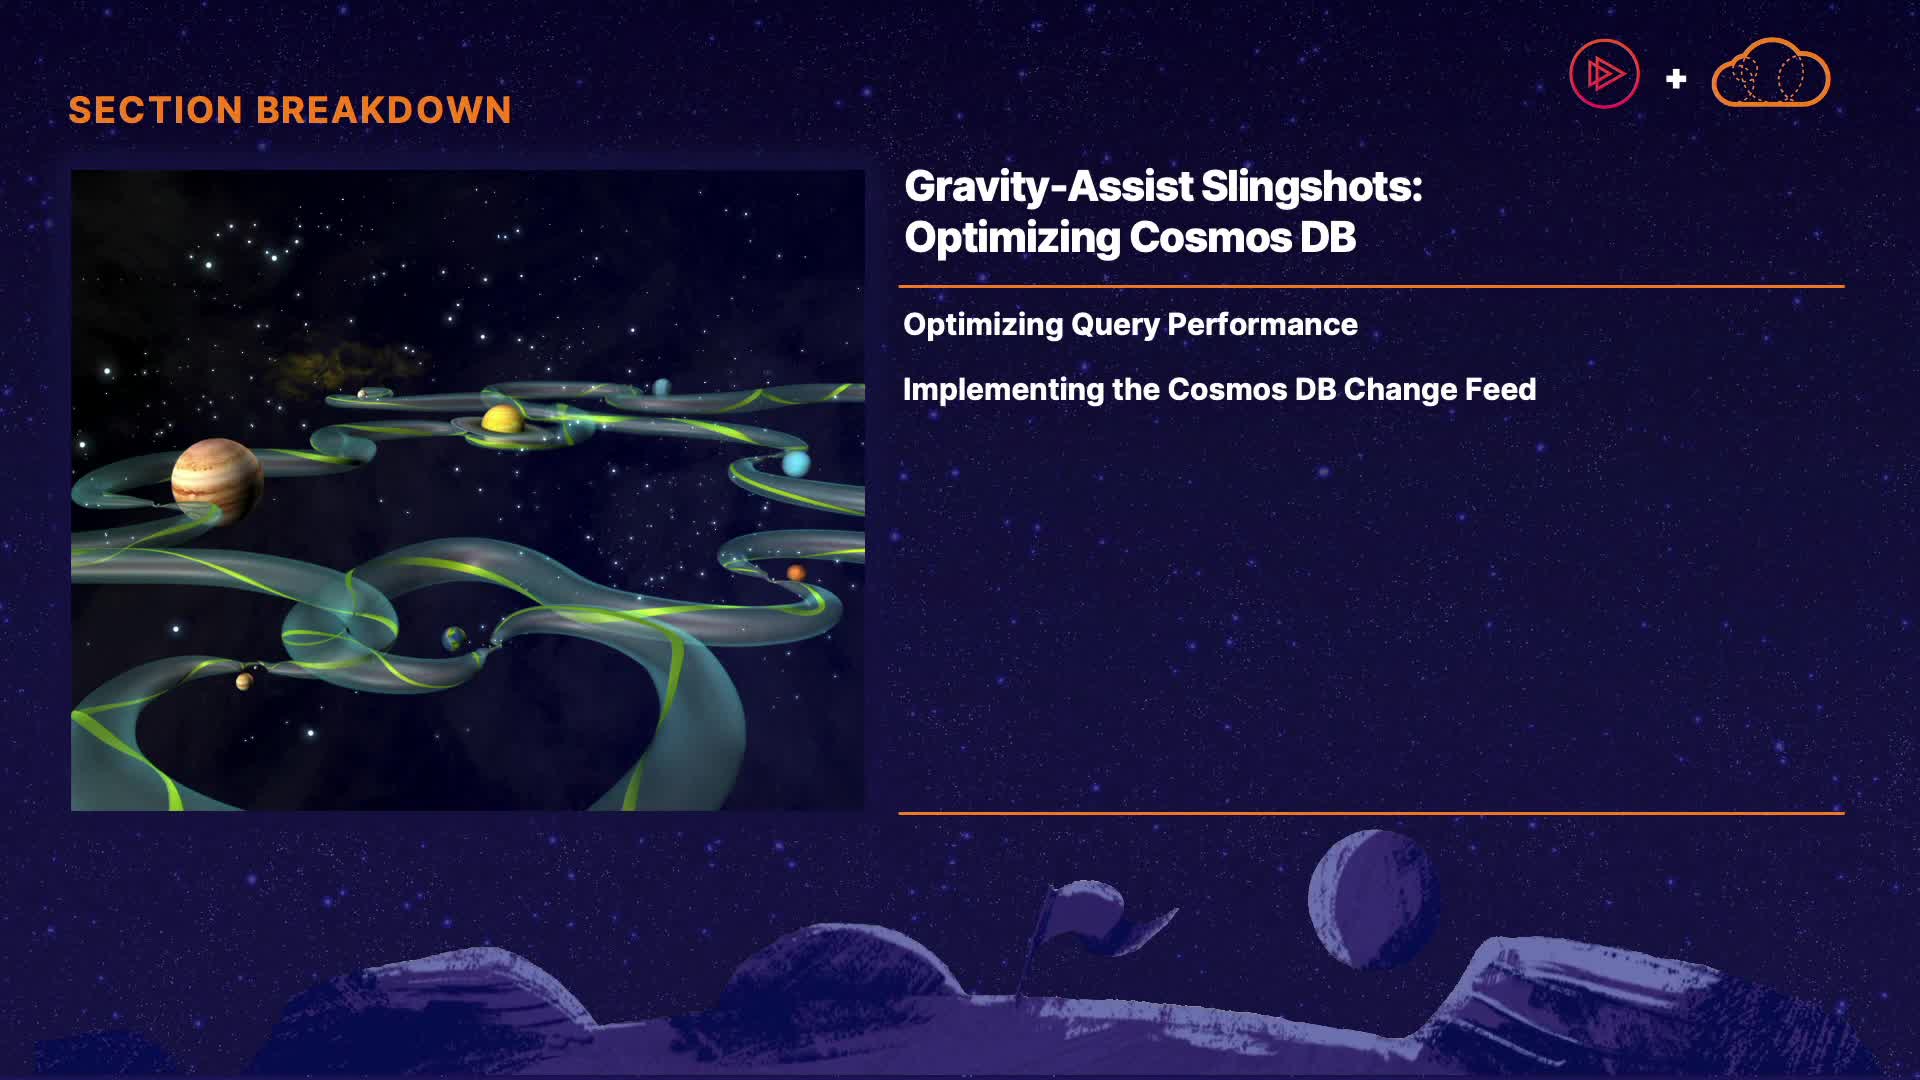 SECTION BREAKDOWN
+
Gravity-Assist Slingshots:
Optimizing Cosmos DB
Optimizing Query Performance
Implementing the Cosmos DB Change Feed